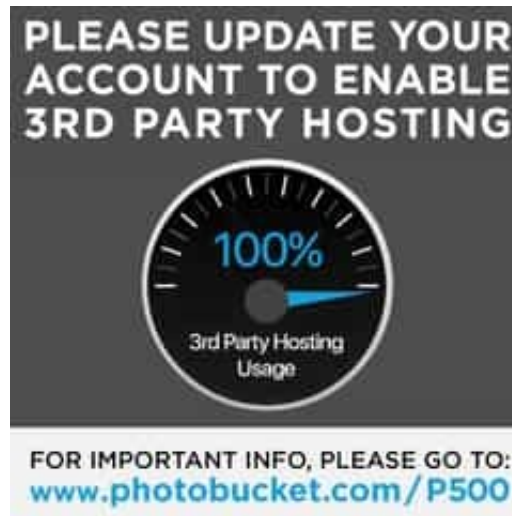 PLEASE UPDATE YOUR
ACCOUNT TO ENABLE
3RD PARTY HOSTING
100%
3rd Party Hosting
Usage
FOR IMPORTANT INFO, PLEASE GO TO:
www.photobucket.com/P500